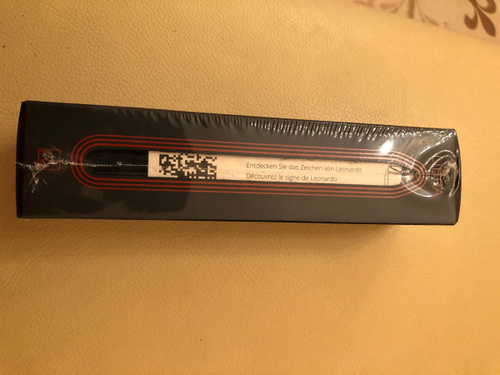 Entdecken Sie das Zeichen von Leonardo
Découvrez le signe de Leonardo